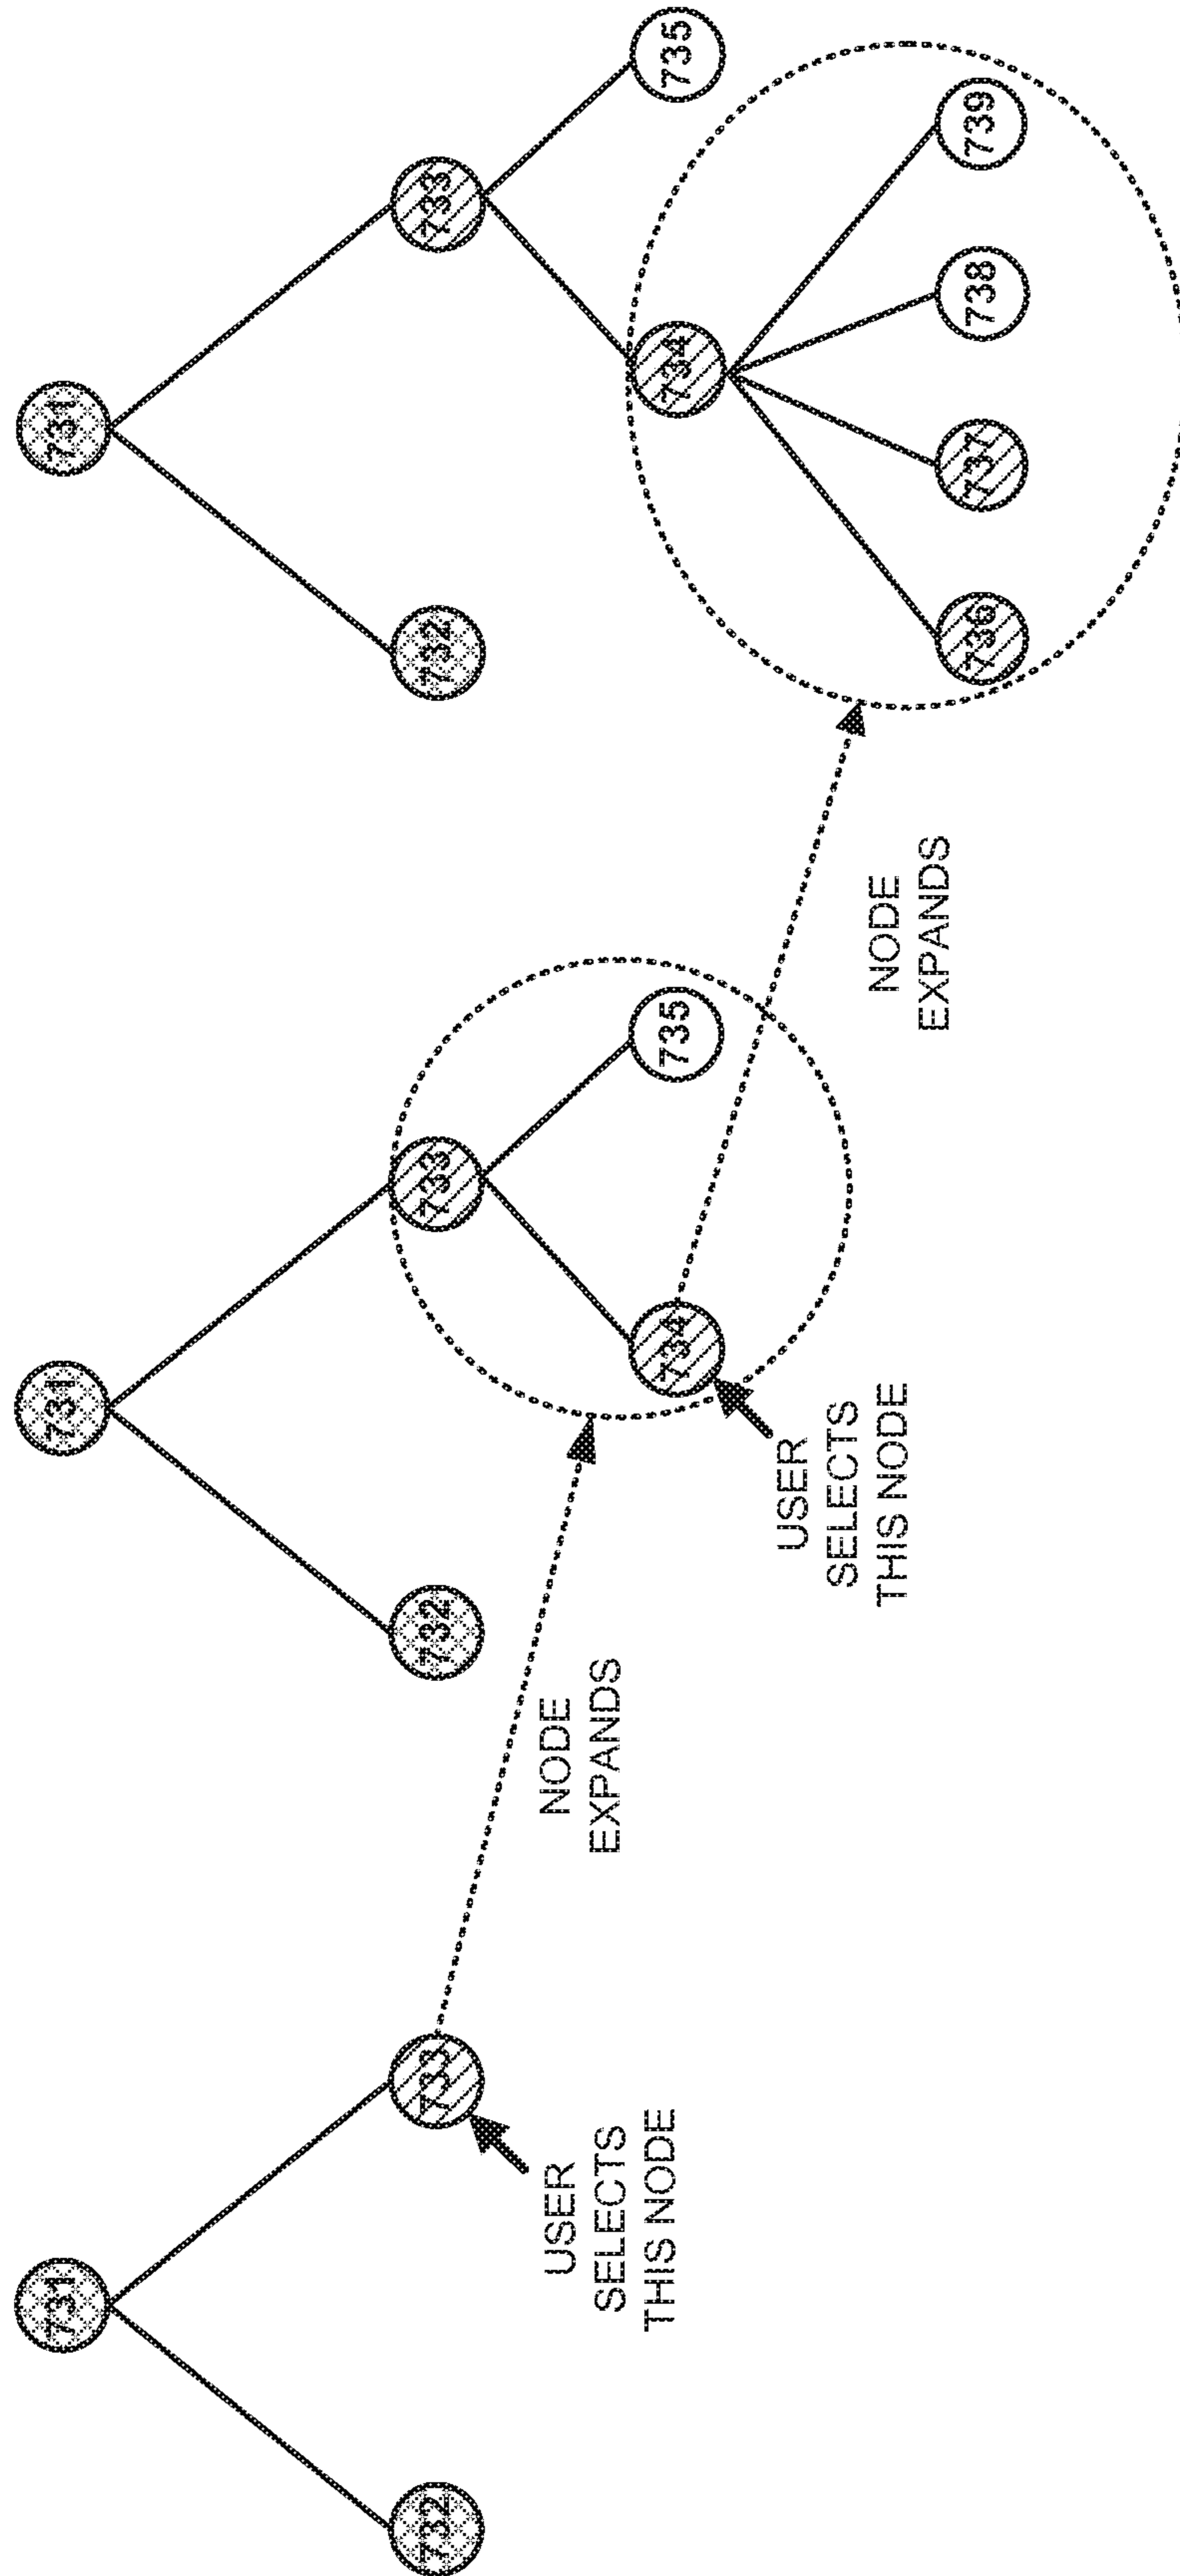 731
732
733
USER
SELECTS
THIS NODE
NODE
EXPANDS
731
732
733
734
735
USER
SELECTS
THIS NODE
NODE
EXPANDS
731
732
733
734
735
736
737
738
739